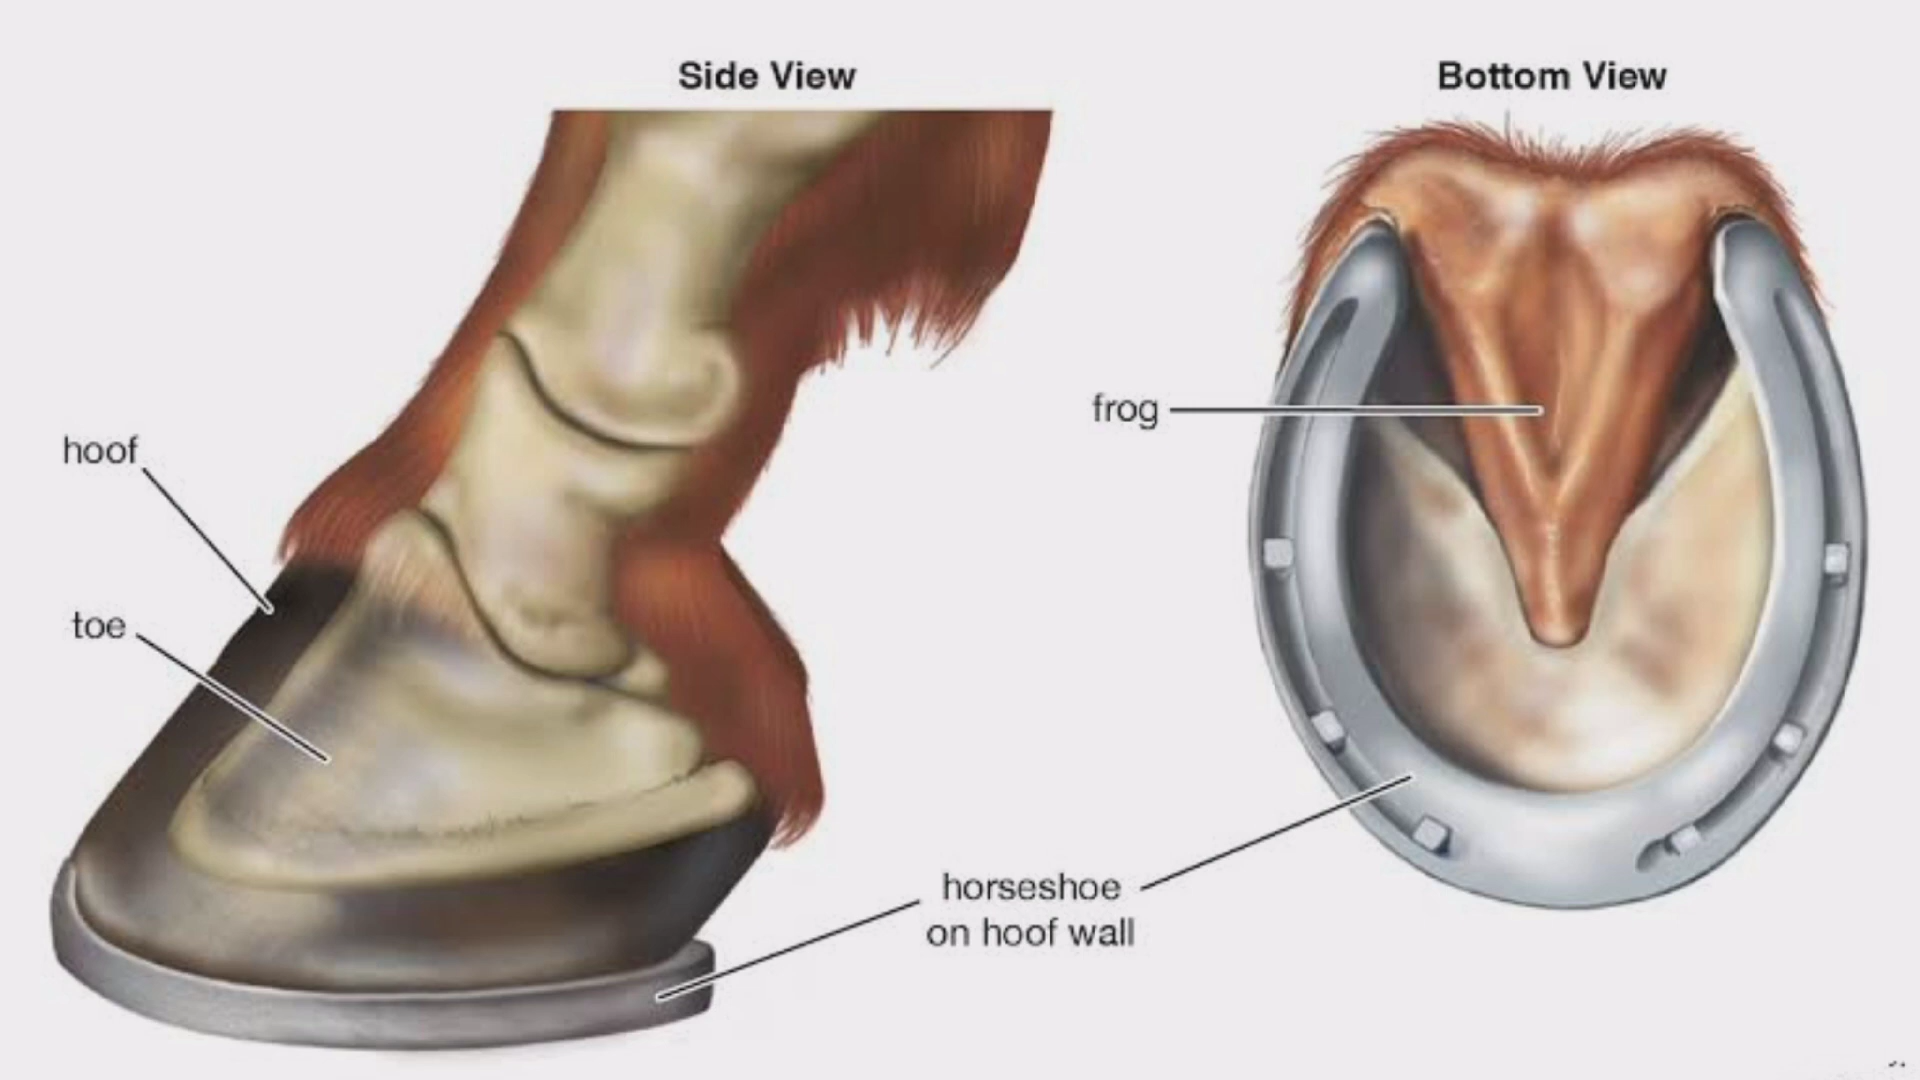 Side View
Bottom View
hoof
toe
frog
horseshoe
on hoof wall